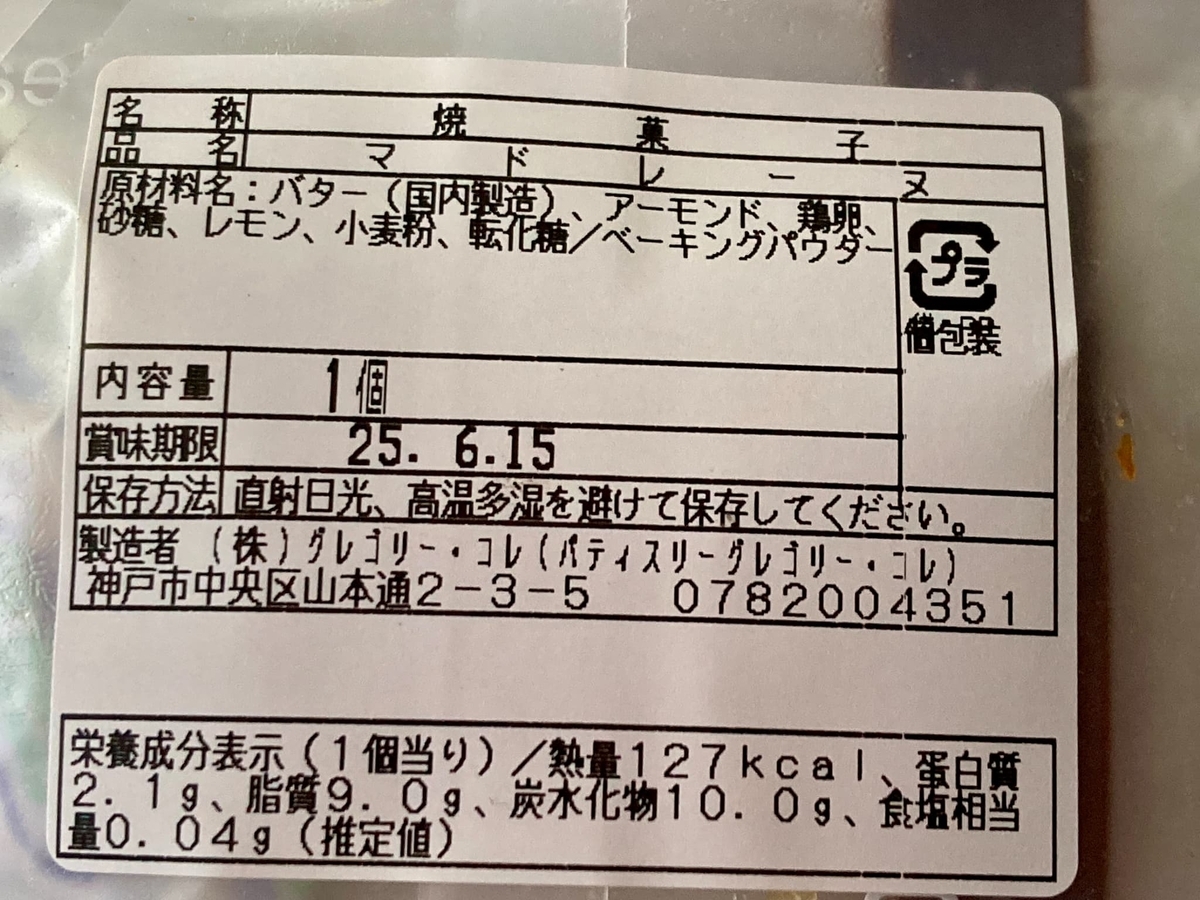 名称 焼菓子
品名 マドレーヌ
原材料名：バター（国内製造）、アーモンド、鶏卵、
砂糖、レモン、小麦粉、転化糖／ベーキングパウダー
プラ
個包装
内容量 1個
賞味期限 25. 6.15
保存方法 直射日光、高温多湿を避けて保存してください。
製造者 （株）グレゴリー・コレ(パティスリーグレゴリー・コレ)
神戸市中央区山本通2－3－5 0782004351
栄養成分表示（1個当り）／熱量127kcal、蛋白質
2.1g、脂質9.0g、炭水化物10.0g、食塩相当
量0.04g（推定値）